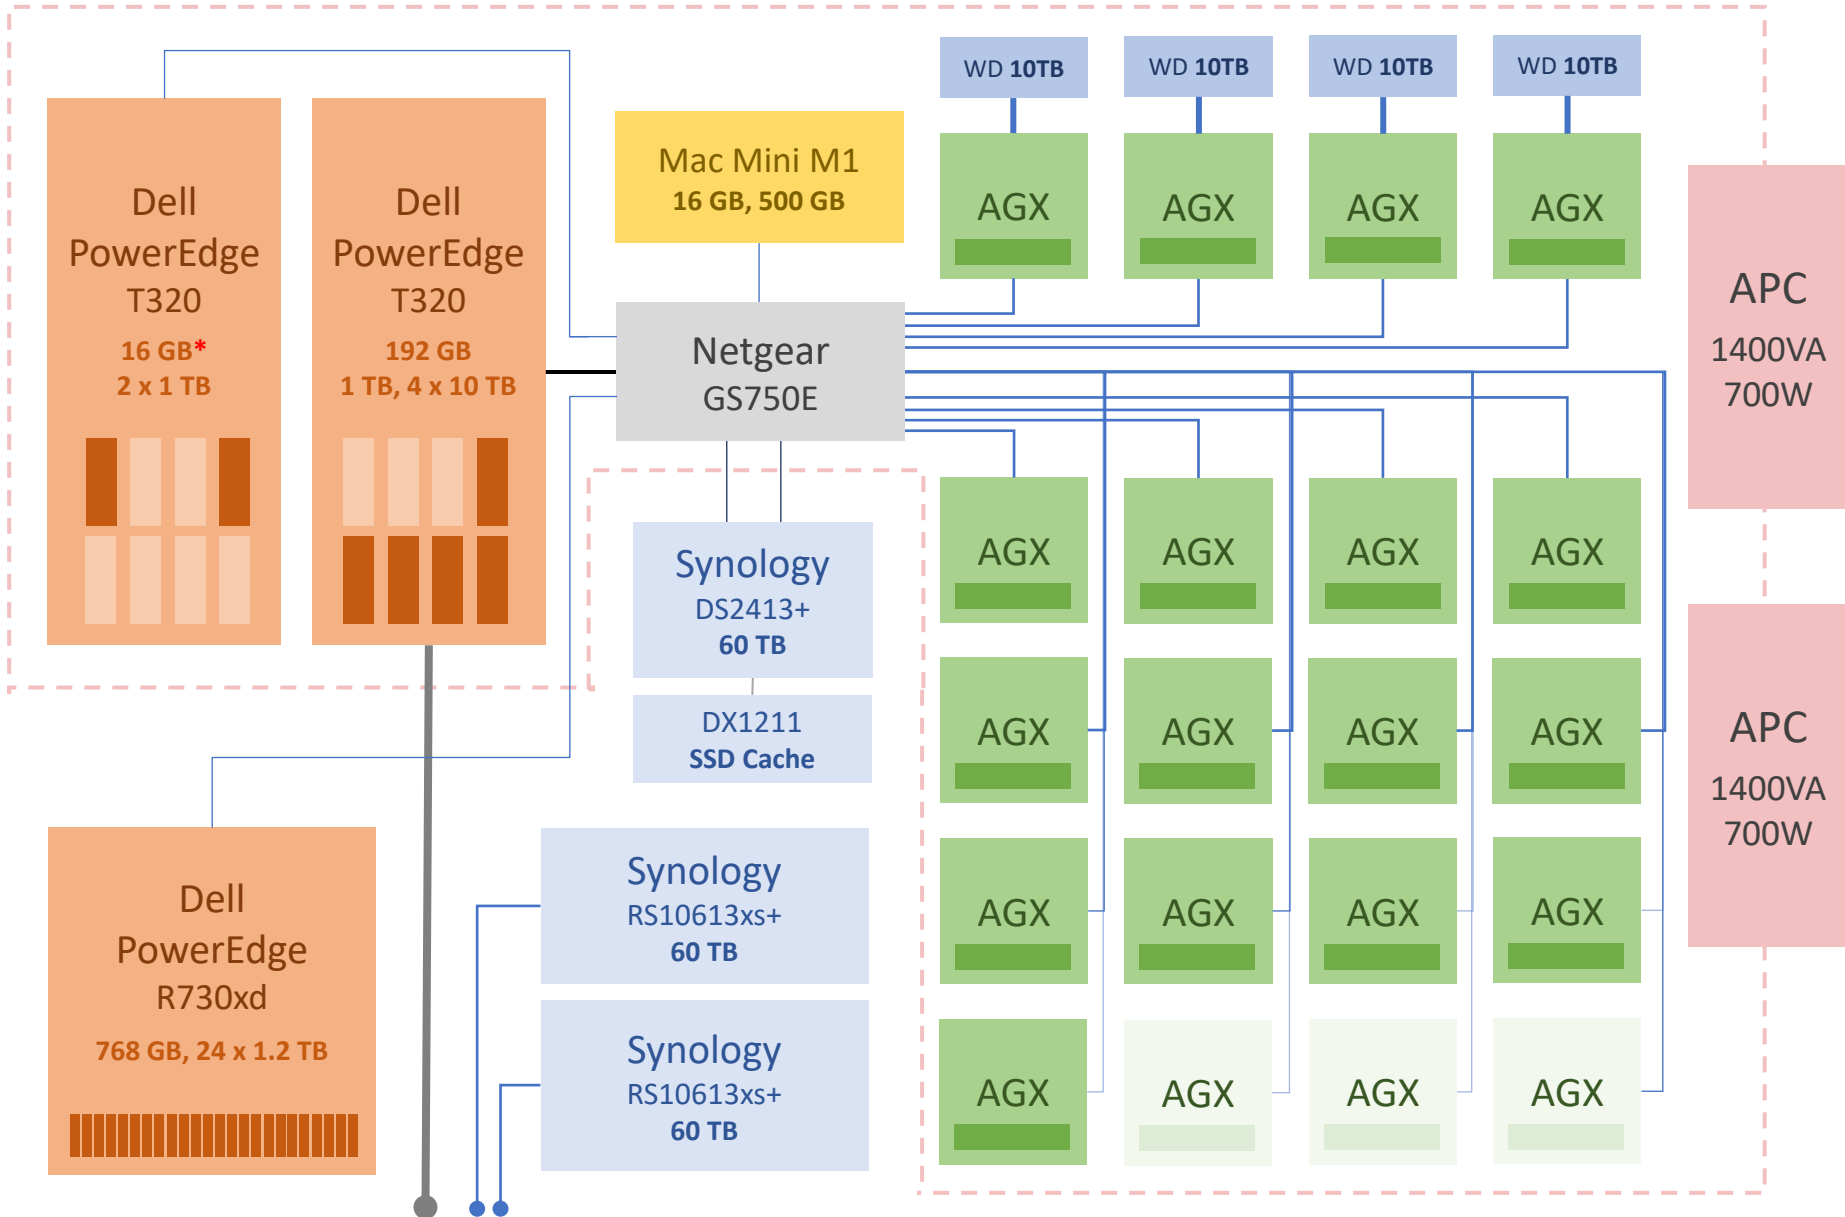 WD 10TB
WD 10TB
WD 10TB
WD 10TB
Dell
PowerEdge
T320
16 GB*
2 x 1 TB
Dell
PowerEdge
T320
192 GB
1 TB, 4 x 10 TB
Mac Mini M1
16 GB, 500 GB
AGX
AGX
AGX
AGX
APC
1400VA
700W
Netgear
GS750E
Synology
DS2413+
60 TB
DX1211
SSD Cache
AGX
AGX
AGX
AGX
AGX
AGX
AGX
AGX
APC
1400VA
700W
Dell
PowerEdge
R730xd
768 GB, 24 x 1.2 TB
Synology
RS10613xs+
60 TB
Synology
RS10613xs+
60 TB
AGX
AGX
AGX
AGX
AGX
AGX
AGX
AGX